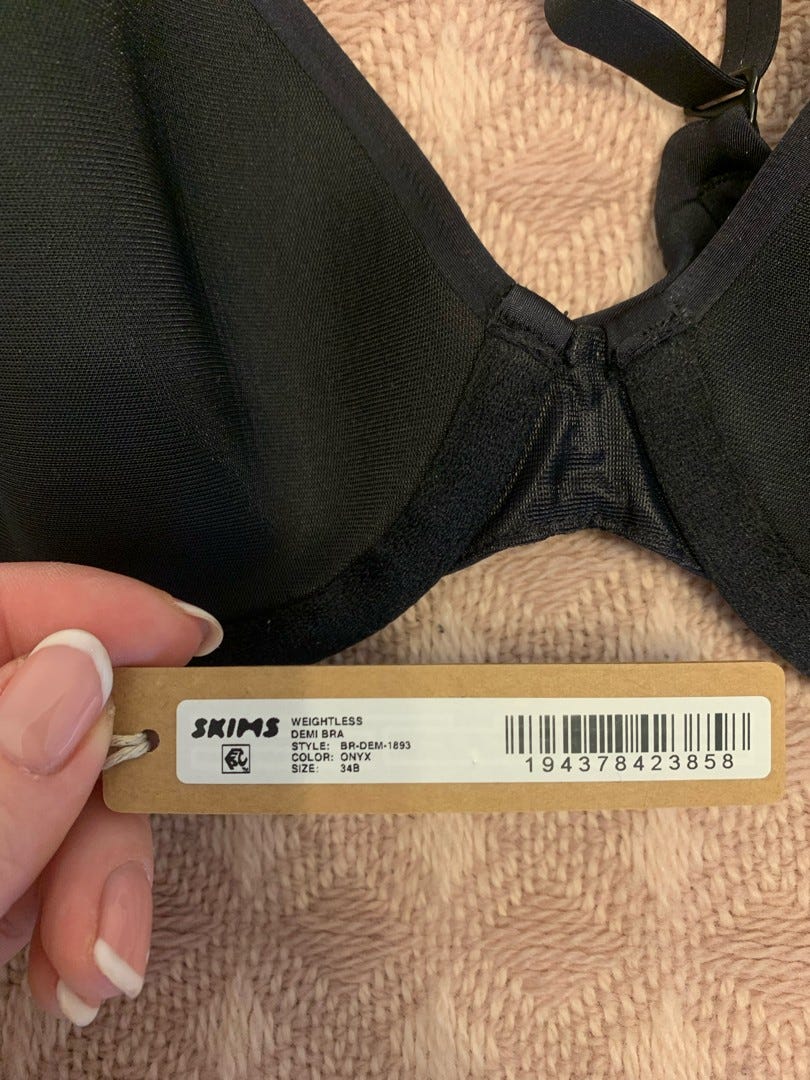 SKIMS
WEIGHTLESS
DEMI BRA
STYLE: BR-DEM-1893
COLOR: ONYX
SIZE: 34B
194378423858